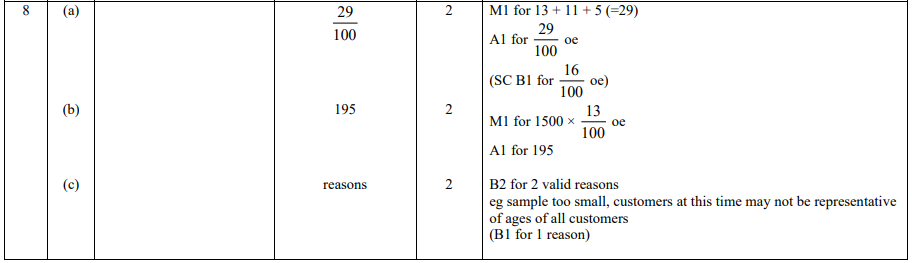 8 (a) 29/100 2 M1 for 13 + 11 + 5 (=29)
A1 for 29/100 oe
(SC B1 for 16/100 oe)
(b) 195 2 M1 for 1500 × 13/100 oe
A1 for 195
(c) reasons 2 B2 for 2 valid reasons
eg sample too small, customers at this time may not be representative
of ages of all customers
(B1 for 1 reason)